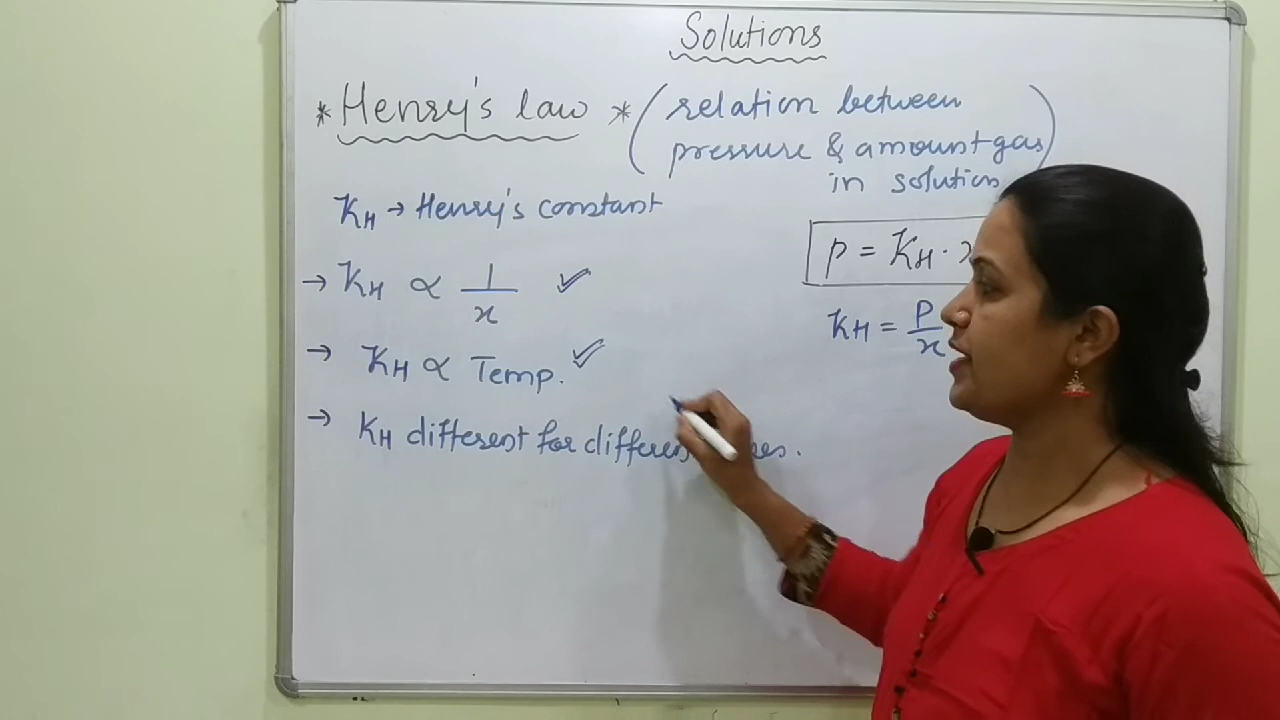 Solutions
* Henry's law * (relation between
pressure & amount gas
in solution
K_H → Henry's constant
p = K_H · x
→ K_H ∝ 1/x ✓
K_H = P/x
→ K_H ∝ Temp. ✓
→ K_H different for different